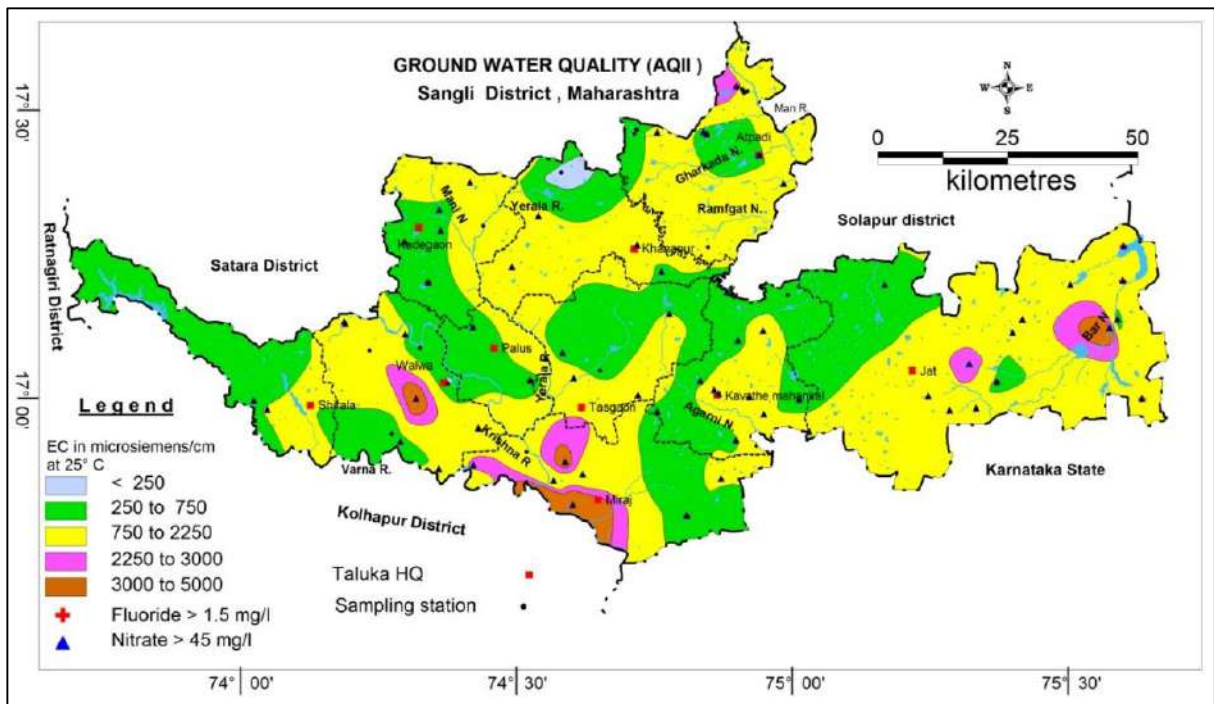 GROUND WATER QUALITY (AQII )
Sangli District , Maharashtra
N
W E
S
0 25 50
kilometres
17° 30'
17° 00'
Man R.
Atpadi
Gharkada N.
Ramfgat N..
Yerala R.
Mani N
Kadegaon
Khanapur
Solapur district
Satara District
Ratnagiri District
Palus
Walwa
Yerala R.
Shirala
Tasgaon
Kavathe mahankal
Agarni N.
Jat
Bar N.
Krishna R
Varna R.
Miraj
Kolhapur District
Karnataka State
Legend
EC in microsiemens/cm
at 25° C
< 250
250 to 750
750 to 2250
2250 to 3000
3000 to 5000
Fluoride > 1.5 mg/l
Nitrate > 45 mg/l
Taluka HQ
Sampling station
74° 00' 74° 30' 75° 00' 75° 30'